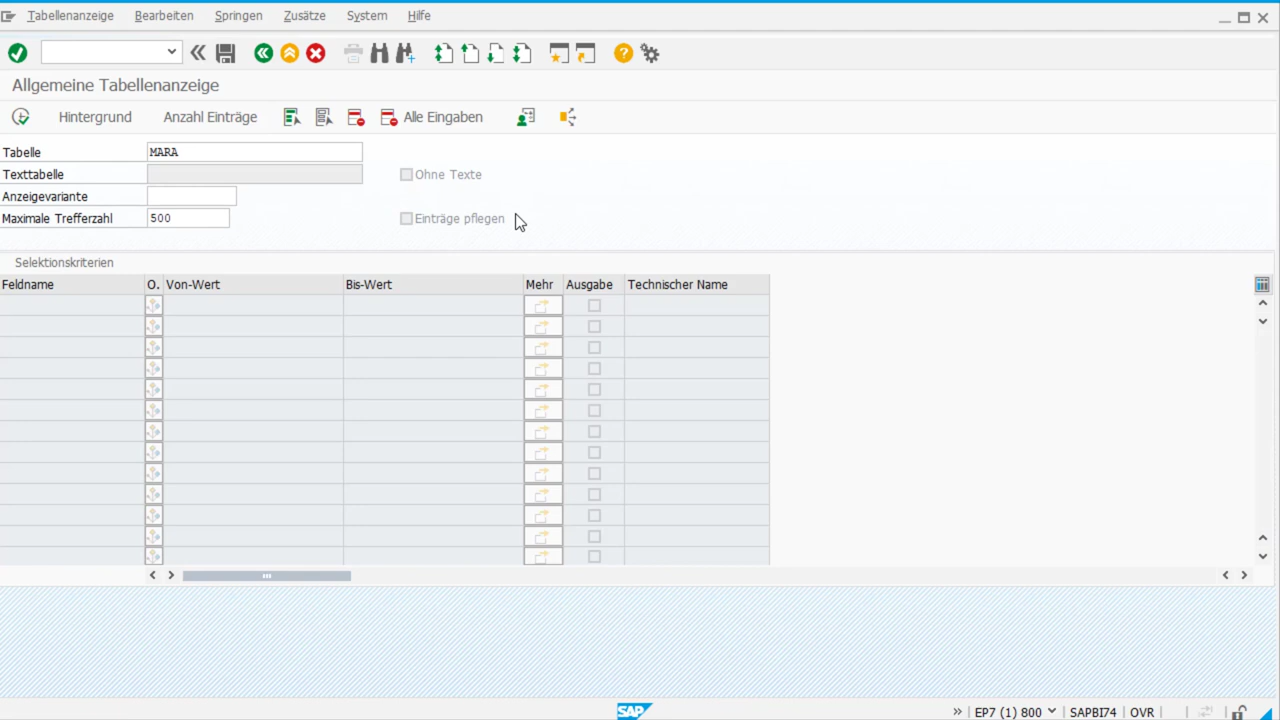 Tabellenanzeige Bearbeiten Springen Zusätze System Hilfe
Allgemeine Tabellenanzeige
Hintergrund Anzahl Einträge Alle Eingaben
Tabelle MARA
Texttabelle Ohne Texte
Anzeigevariante
Maximale Trefferzahl 500 Einträge pflegen
Selektionskriterien
Feldname O. Von-Wert Bis-Wert Mehr Ausgabe Technischer Name
SAP EP7 (1) 800 SAPBI74 OVR